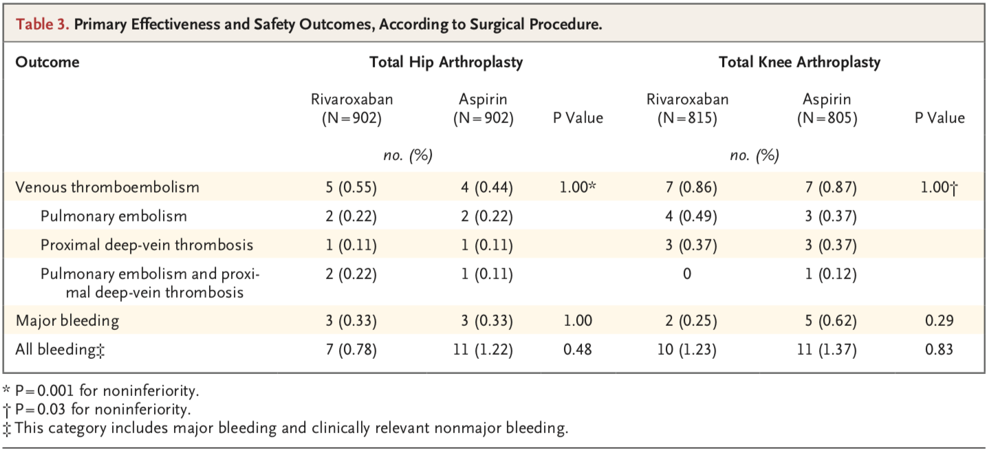 Table 3. Primary Effectiveness and Safety Outcomes, According to Surgical Procedure.
Outcome Total Hip Arthroplasty Total Knee Arthroplasty
Rivaroxaban (N=902) Aspirin (N=902) P Value Rivaroxaban (N=815) Aspirin (N=805) P Value
no. (%) no. (%)
Venous thromboembolism 5 (0.55) 4 (0.44) 1.00* 7 (0.86) 7 (0.87) 1.00†
Pulmonary embolism 2 (0.22) 2 (0.22) 4 (0.49) 3 (0.37)
Proximal deep-vein thrombosis 1 (0.11) 1 (0.11) 3 (0.37) 3 (0.37)
Pulmonary embolism and proxi- 2 (0.22) 1 (0.11) 0 1 (0.12)
mal deep-vein thrombosis
Major bleeding 3 (0.33) 3 (0.33) 1.00 2 (0.25) 5 (0.62) 0.29
All bleeding‡ 7 (0.78) 11 (1.22) 0.48 10 (1.23) 11 (1.37) 0.83
* P=0.001 for noninferiority.
† P=0.03 for noninferiority.
‡ This category includes major bleeding and clinically relevant nonmajor bleeding.